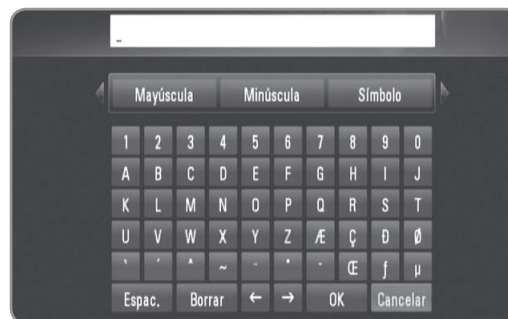 _
Mayúscula Minúscula Símbolo
1 2 3 4 5 6 7 8 9 0
A B C D E F G H I J
K L M N O P Q R S T
U V W X Y Z Æ Ç Ð Ø
` ´ ^ ~ Œ ƒ µ
Espac. Borrar ← → OK Cancelar